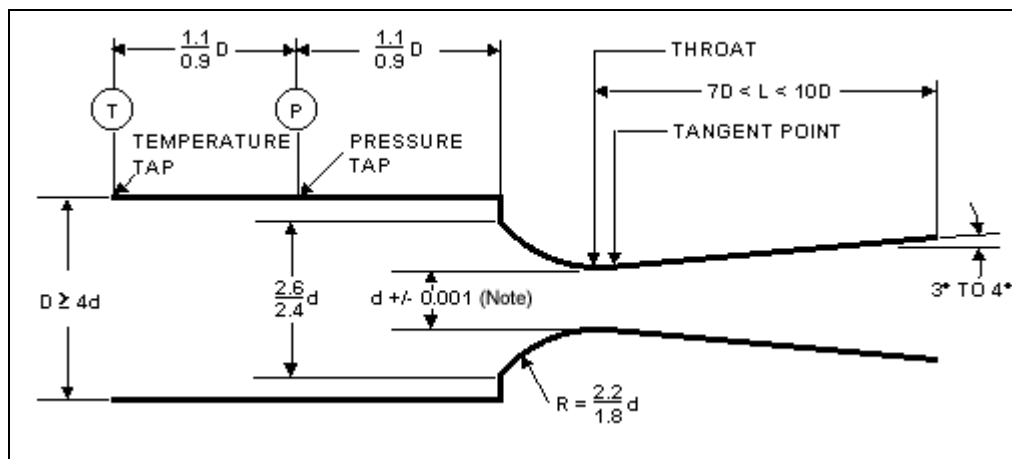 1.1
0.9 D
1.1
0.9 D
THROAT
7D < L < 10D
T
P
TEMPERATURE
TAP
PRESSURE
TAP
TANGENT POINT
D ≥ 4d
2.6
2.4 d
d +/- 0.001 (Note)
3° TO 4°
R = 2.2
1.8 d